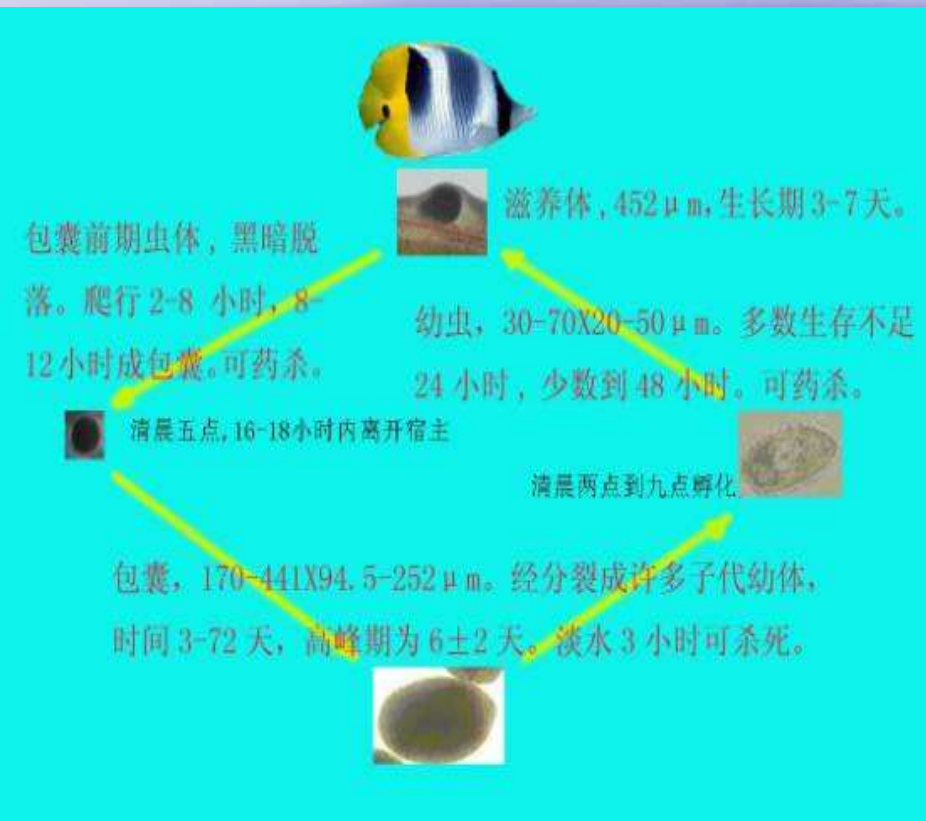 滋养体,452μm,生长期3-7天。
包囊前期虫体,黑暗脱
落。爬行2-8 小时,8-
12小时成包囊。可药杀。
幼虫,30-70X20-50μm。多数生存不足
24小时,少数到48小时。可药杀。
清晨五点,16-18小时内离开宿主
清晨两点到九点孵化
包囊,170-441X94.5-252μm。经分裂成许多子代幼体,
时间3-72天,高峰期为6±2天。淡水3小时可杀死。